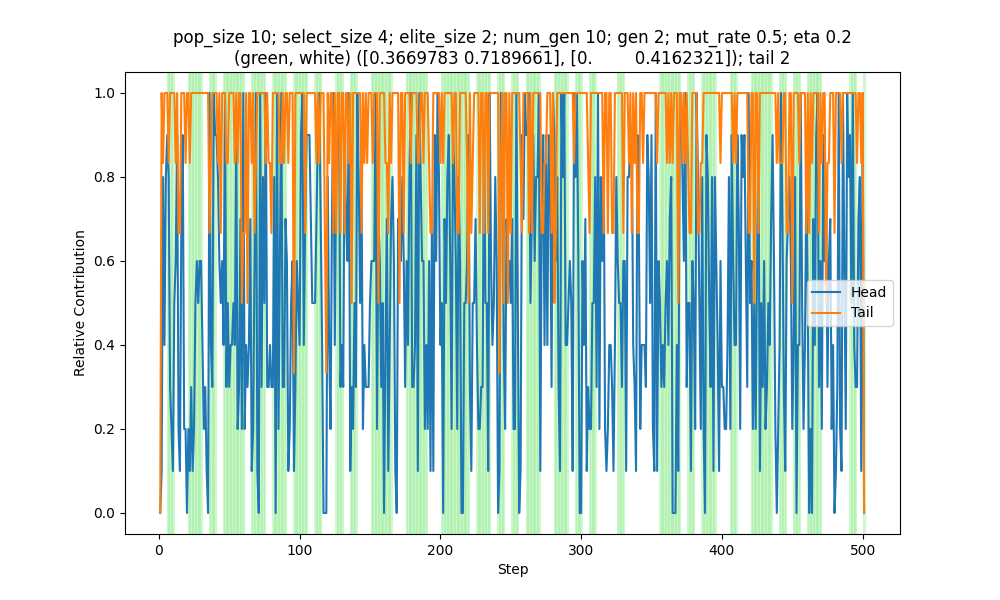 pop_size 10; select_size 4; elite_size 2; num_gen 10; gen 2; mut_rate 0.5; eta 0.2
(green, white) ([0.3669783 0.7189661], [0.        0.4162321]); tail 2
1.0
0.8
0.6
0.4
0.2
0.0
Relative Contribution
Head
Tail
0 100 200 300 400 500
Step